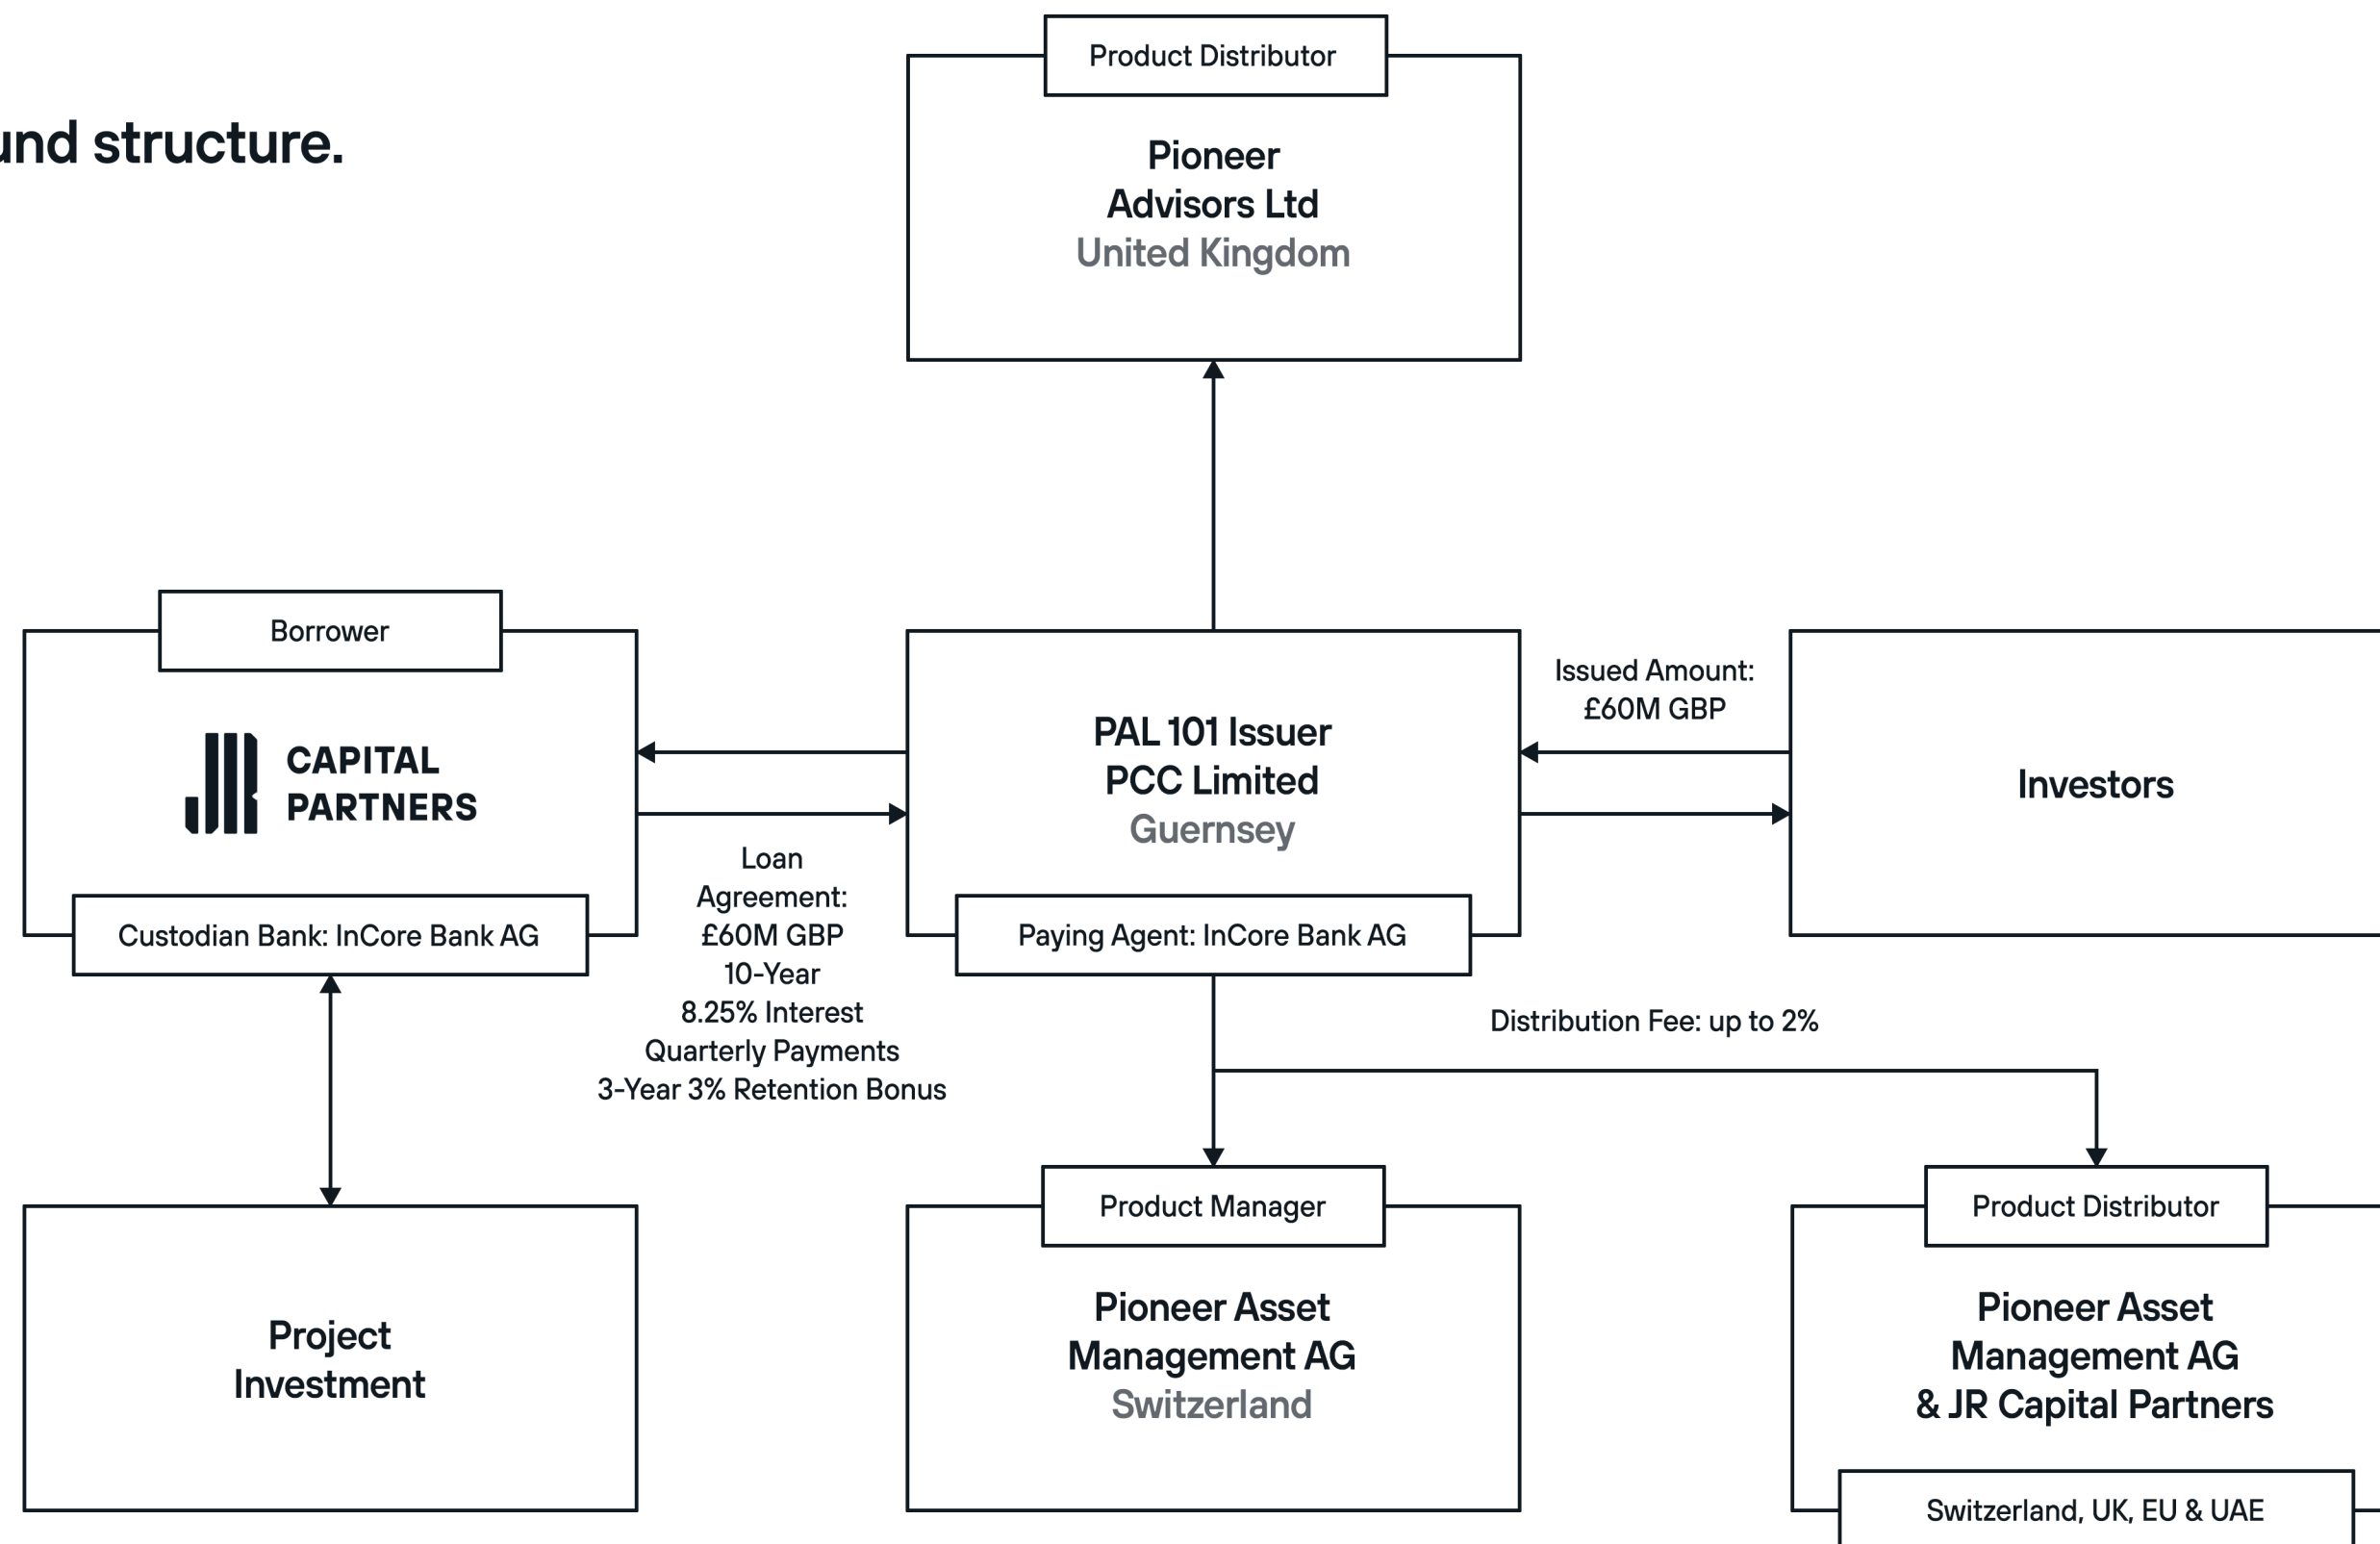 Product Distributor
Pioneer
Advisors Ltd
United Kingdom
structure.
Borrower
CAPITAL
PARTNERS
Custodian Bank: InCore Bank AG
Loan
Agreement:
£60M GBP
10-Year
8.25% Interest
Quarterly Payments
3-Year 3% Retention Bonus
PAL 101 Issuer
PCC Limited
Guernsey
Paying Agent: InCore Bank AG
Issued Amount:
£60M GBP
Investors
Distribution Fee: up to 2%
Project
Investment
Product Manager
Pioneer Asset
Management AG
Switzerland
Product Distributor
Pioneer Asset
Management AG
& JR Capital Partners
Switzerland, UK, EU & UAE